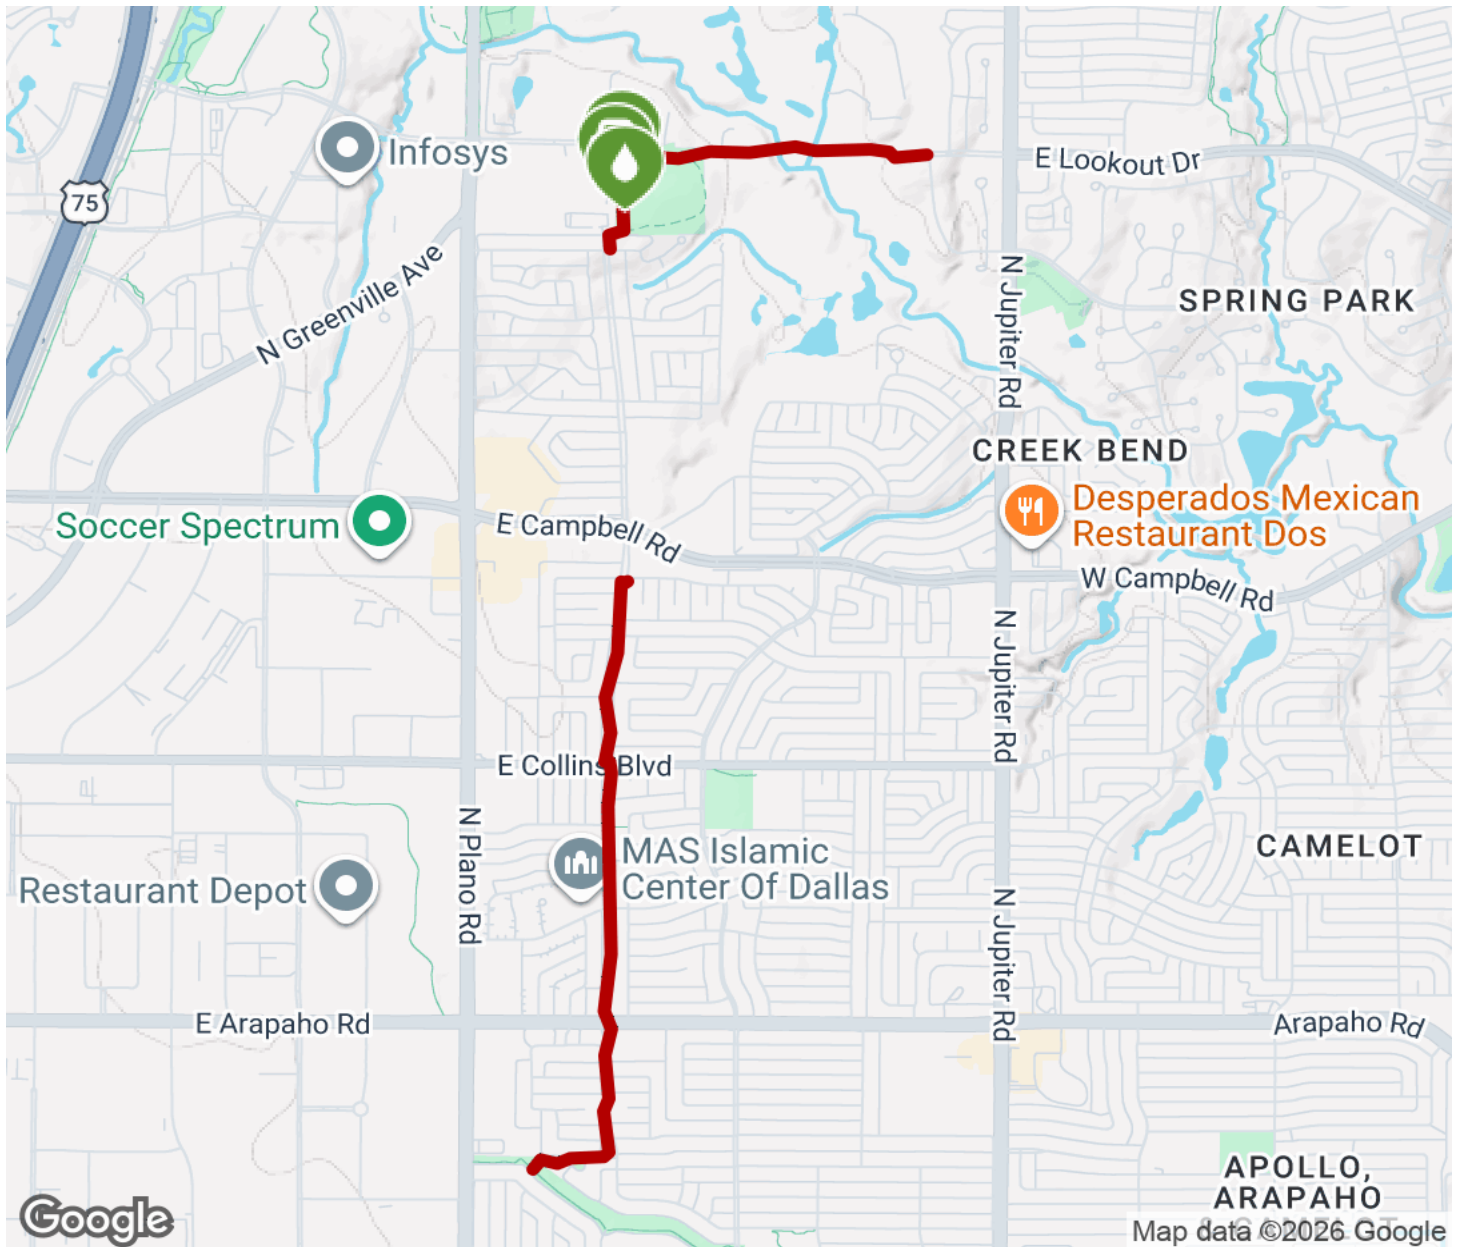 Infosys
E Lookout Dr
75
N Greenville Ave
N Jupiter Rd
SPRING PARK
CREEK BEND
Desperados Mexican
Restaurant Dos
Soccer Spectrum
E Campbell Rd
W Campbell Rd
N Jupiter Rd
E Collins Blvd
N Plano Rd
MAS Islamic
Center Of Dallas
CAMELOT
Restaurant Depot
N Jupiter Rd
E Arapaho Rd
Arapaho Rd
APOLLO,
ARAPAHO
Google
Map data ©2026 Google